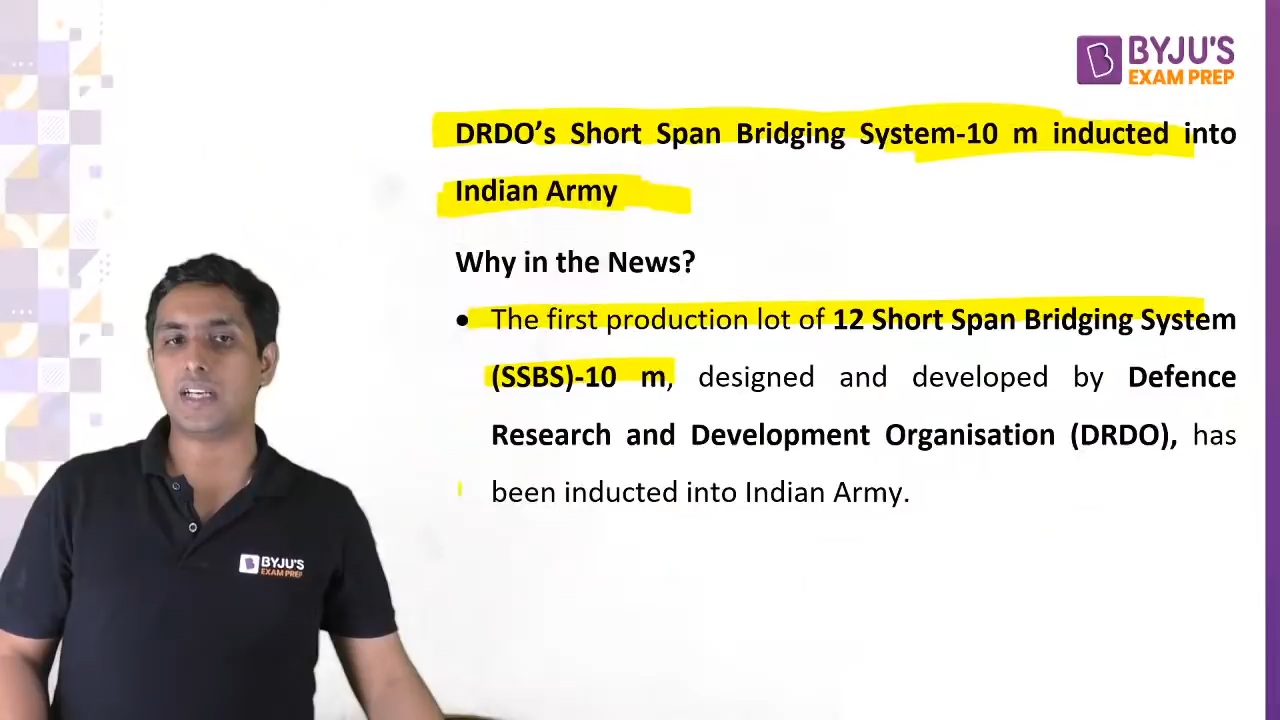 BYJU'S
EXAM PREP
DRDO’s Short Span Bridging System-10 m inducted into
Indian Army
Why in the News?
• The first production lot of 12 Short Span Bridging System
(SSBS)-10 m, designed and developed by Defence
Research and Development Organisation (DRDO), has
been inducted into Indian Army.
BYJU'S
EXAM PREP